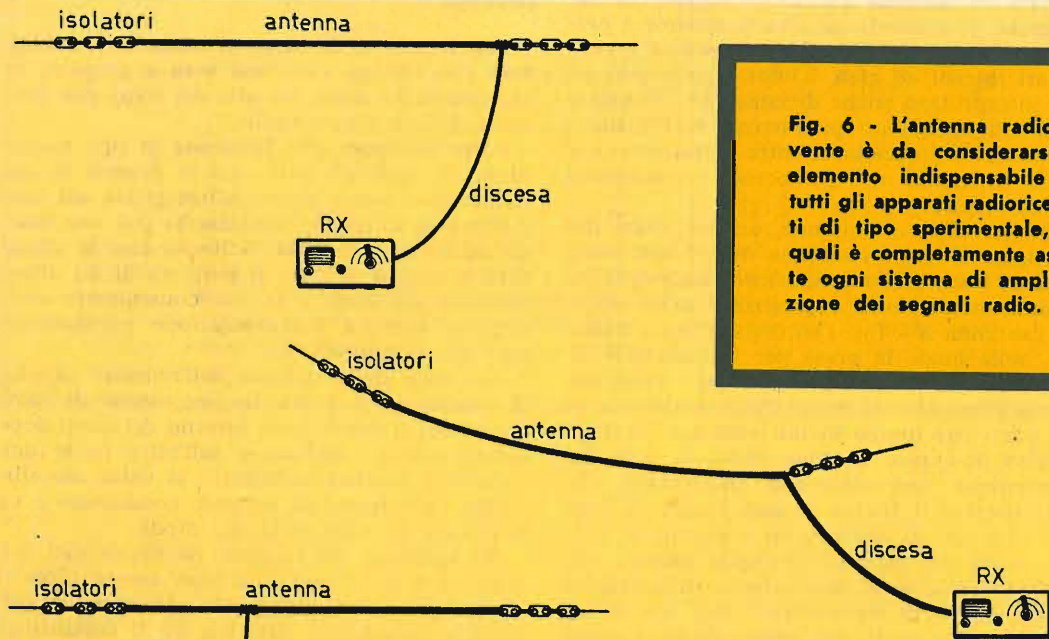 isolatori antenna
discesa
RX
Fig. 6 - L'antenna radio
vente è da considerars
elemento indispensabile
tutti gli apparati radiorice
ti di tipo sperimentale,
quali è completamente as
te ogni sistema di ampl
zione dei segnali radio.
isolatori
antenna
discesa
RX
isolatori antenna